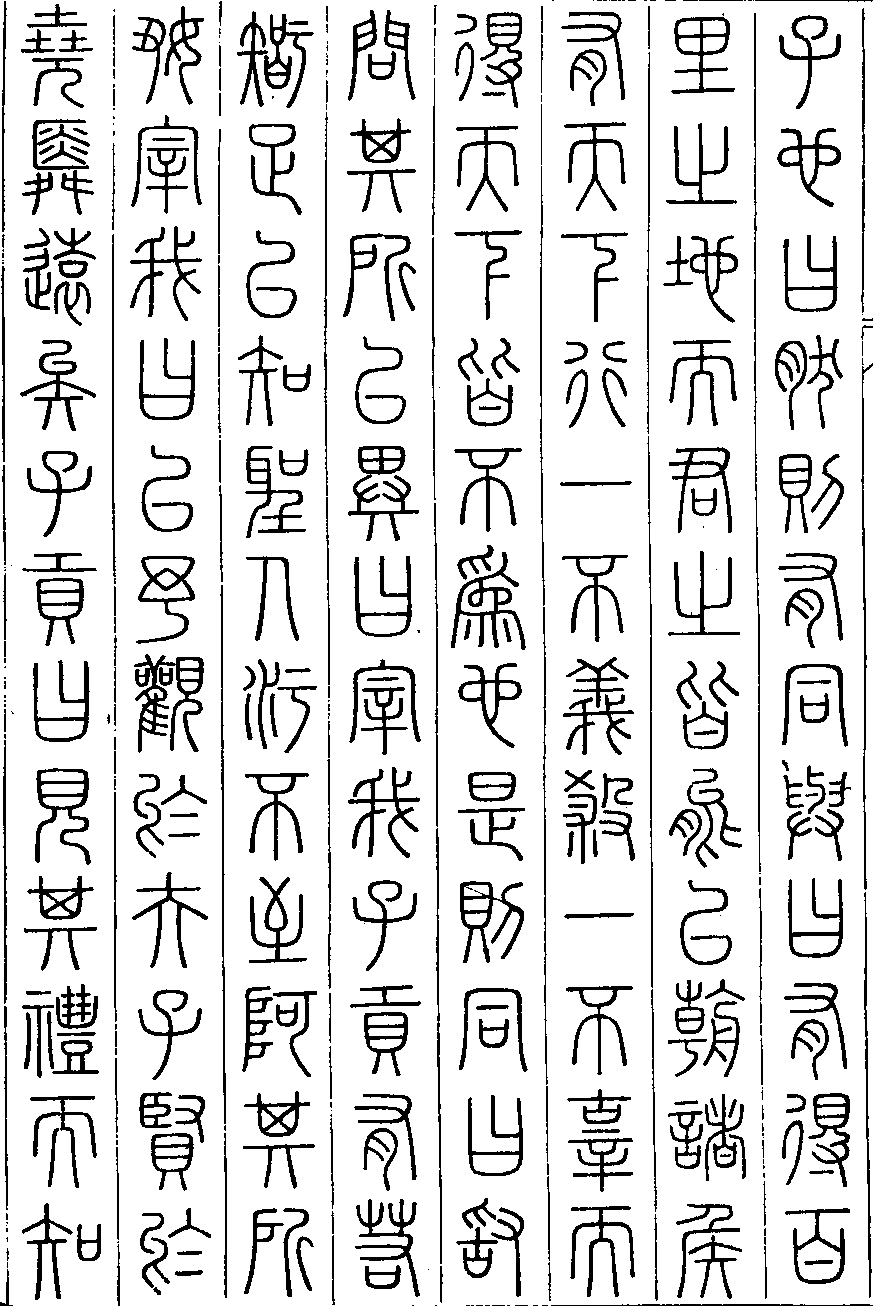 子也曰然則有同與曰有得百
里之地而君之皆能以朝諸侯
有天下行一不義殺一不辜而
得天下皆不為也是則同曰敢
問其所以異曰宰我子貢有若
智足以知聖人汙不至阿其所
好宰我曰以予觀於夫子賢於
堯舜遠矣子貢曰見其禮而知